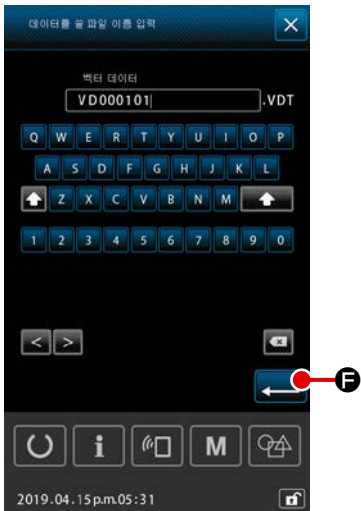 데이터를 쓸 파일 이름 입력
벡터 데이터
VD000101 .VDT
Q W E R T Y U I O P
A S D F G H J K L
Z X C V B N M
1 2 3 4 5 6 7 8 9 0
< >
F
i M
2019.04.15 p.m.05:31